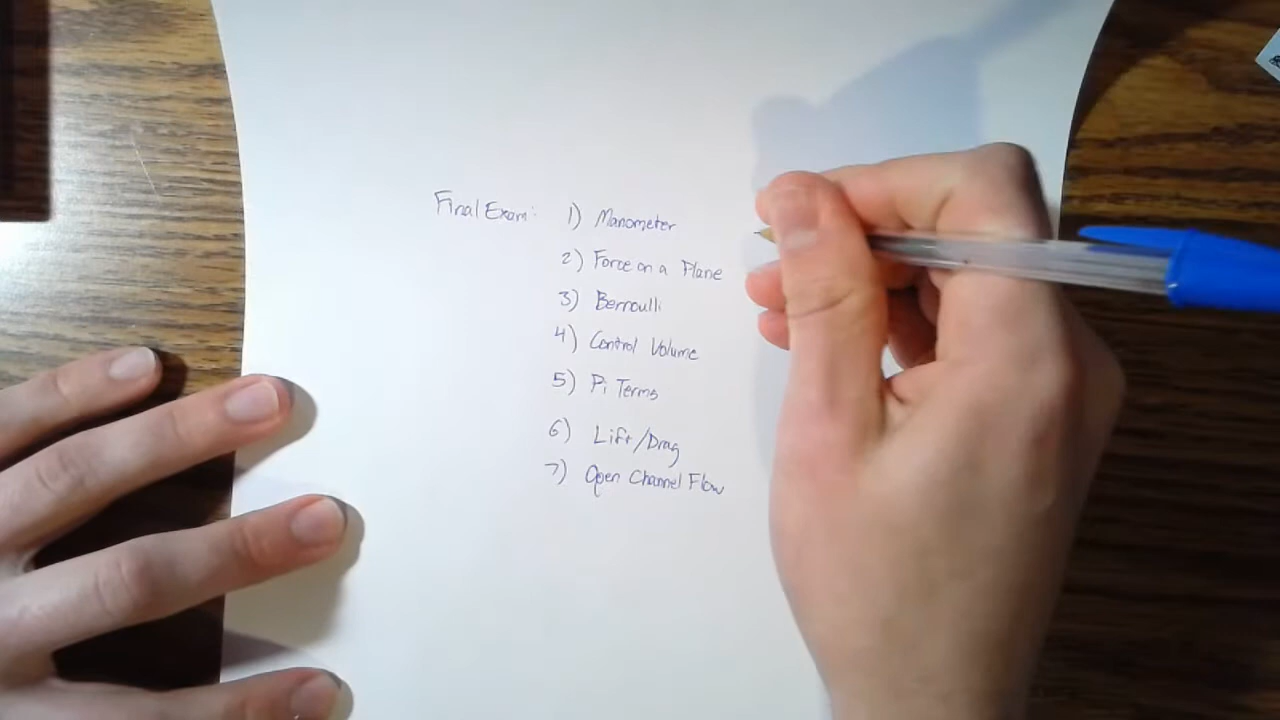 Final Exam: 1) Manometer
2) Force on a Plane
3) Bernoulli
4) Control Volume
5) Pi Terms
6) Lift/Drag
7) Open Channel Flow